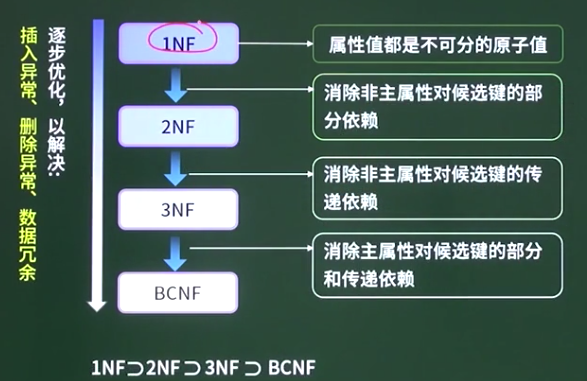 逐步优化，以解决：
插入异常、删除异常、数据冗余
1NF
属性值都是不可分的原子值
消除非主属性对候选键的部
分依赖
2NF
消除非主属性对候选键的传
递依赖
3NF
消除主属性对候选键的部分
和传递依赖
BCNF
1NF⊃2NF⊃3NF⊃BCNF